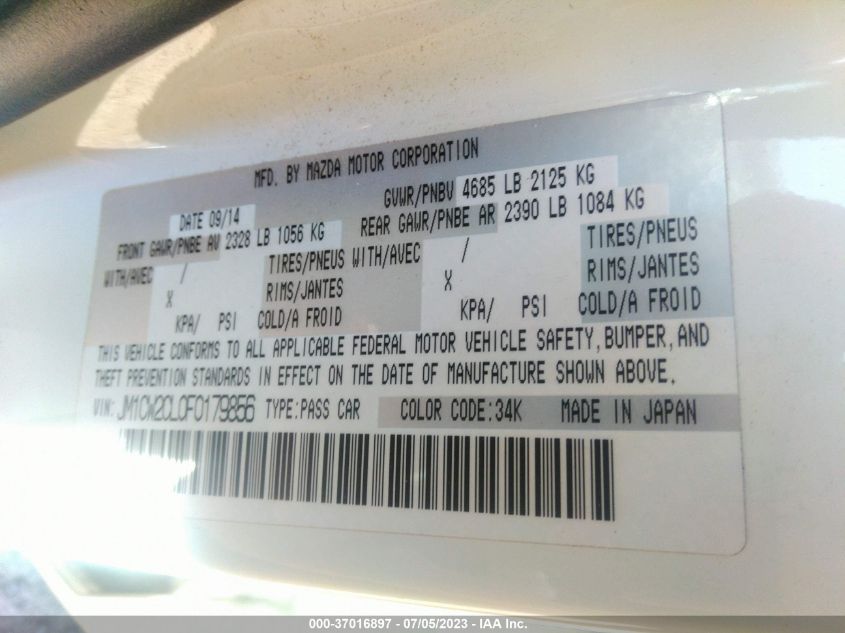 MFD. BY MAZDA MOTOR CORPORATION
DATE 09/14 GVWR/PNBV 4685 LB 2125 KG
FRONT GAWR/PNBE AV 2328 LB 1056 KG REAR GAWR/PNBE AR 2390 LB 1084 KG
WITH/AVEC / TIRES/PNEUS WITH/AVEC / TIRES/PNEUS
X RIMS/JANTES X RIMS/JANTES
KPA/ PSI COLD/A FROID KPA/ PSI COLD/A FROID
THIS VEHICLE CONFORMS TO ALL APPLICABLE FEDERAL MOTOR VEHICLE SAFETY, BUMPER, AND
THEFT PREVENTION STANDARDS IN EFFECT ON THE DATE OF MANUFACTURE SHOWN ABOVE.
VIN: JM1CW2CL0F0179856 TYPE:PASS CAR COLOR CODE:34K MADE IN JAPAN
000-37016897 / 07/05/2023 - IAA Inc.